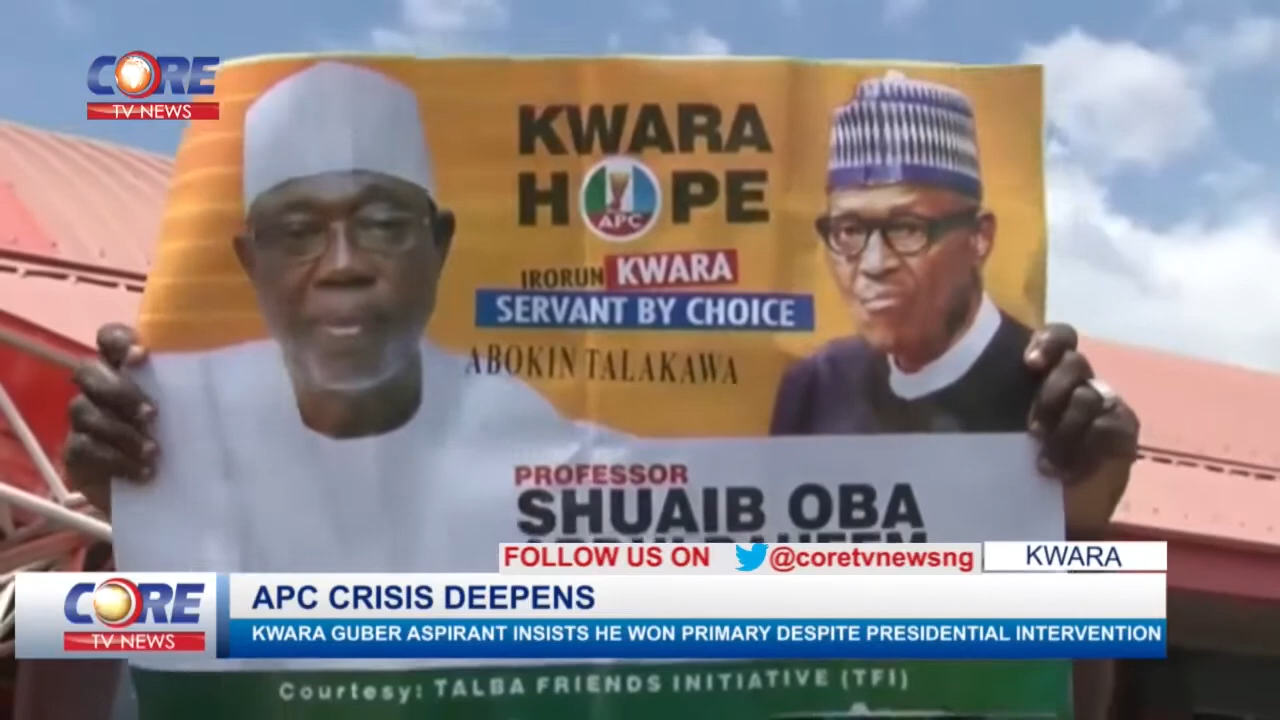 CORE
TV NEWS
KWARA
HOPE
APC
IRORUN KWARA
SERVANT BY CHOICE
ABOKIN TALAKAWA
PROFESSOR
SHUAIB OBA
FOLLOW US ON @coretvnewsng
KWARA
CORE
TV NEWS
APC CRISIS DEEPENS
KWARA GUBER ASPIRANT INSISTS HE WON PRIMARY DESPITE PRESIDENTIAL INTERVENTION
Courtesy: TALBA FRIENDS INITIATIVE (TFI)